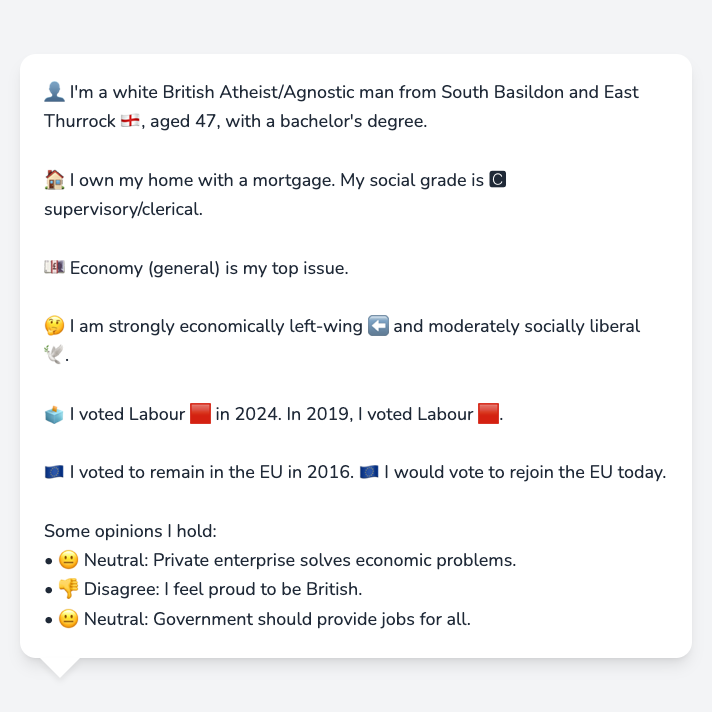 👤 I'm a white British Atheist/Agnostic man from South Basildon and East
Thurrock 🏴󠁧󠁢󠁥󠁮󠁧󠁿, aged 47, with a bachelor's degree.
🏠 I own my home with a mortgage. My social grade is 🅲
supervisory/clerical.
💷 Economy (general) is my top issue.
🤔 I am strongly economically left-wing ⬅️ and moderately socially liberal
🕊️.
🗳️ I voted Labour 🟥 in 2024. In 2019, I voted Labour 🟥.
🇪🇺 I voted to remain in the EU in 2016. 🇪🇺 I would vote to rejoin the EU today.
Some opinions I hold:
• 😐 Neutral: Private enterprise solves economic problems.
• 👎 Disagree: I feel proud to be British.
• 😐 Neutral: Government should provide jobs for all.